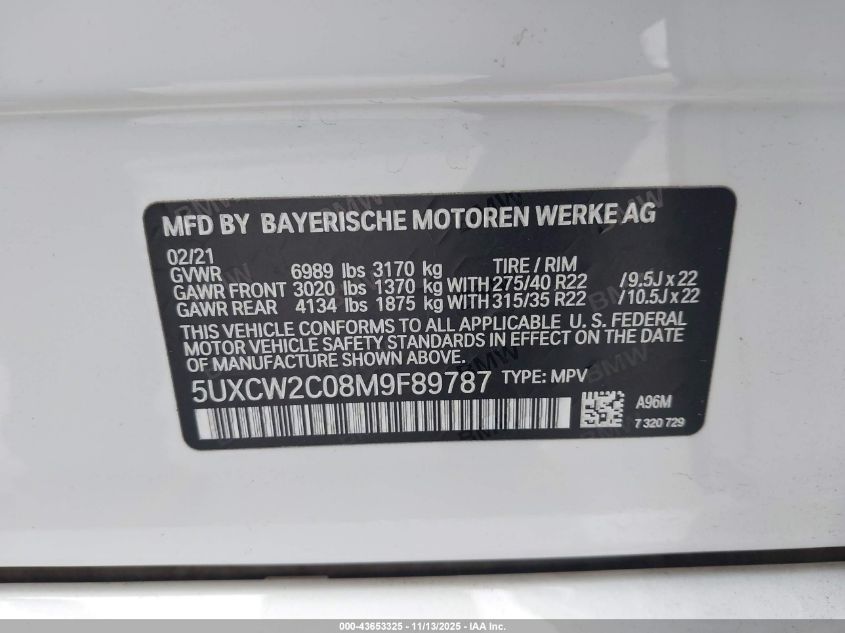 MFD BY BAYERISCHE MOTOREN WERKE AG
02/21
GVWR 6989 lbs 3170 kg TIRE / RIM
GAWR FRONT 3020 lbs 1370 kg WITH 275/40 R22 /9.5J x 22
GAWR REAR 4134 lbs 1875 kg WITH 315/35 R22 /10.5J x 22
THIS VEHICLE CONFORMS TO ALL APPLICABLE U. S. FEDERAL
MOTOR VEHICLE SAFETY STANDARDS IN EFFECT ON THE DATE
OF MANUFACTURE SHOWN ABOVE.
5UXCW2C08M9F89787 TYPE: MPV
A96M
7 320 729
000-43653325 - 11/13/2025 - IAA Inc.